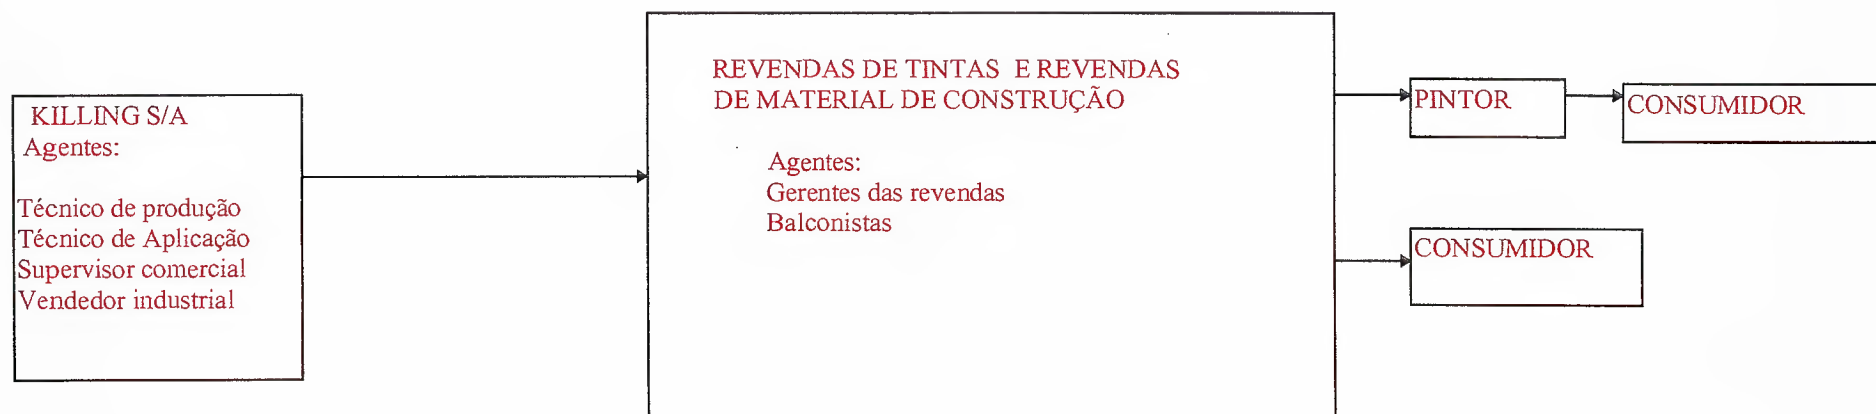 KILLING S/A
Agentes:
Técnico de produção
Técnico de Aplicação
Supervisor comercial
Vendedor industrial
REVENDAS DE TINTAS E REVENDAS
DE MATERIAL DE CONSTRUÇÃO
Agentes:
Gerentes das revendas
Balconistas
PINTOR
CONSUMIDOR
CONSUMIDOR